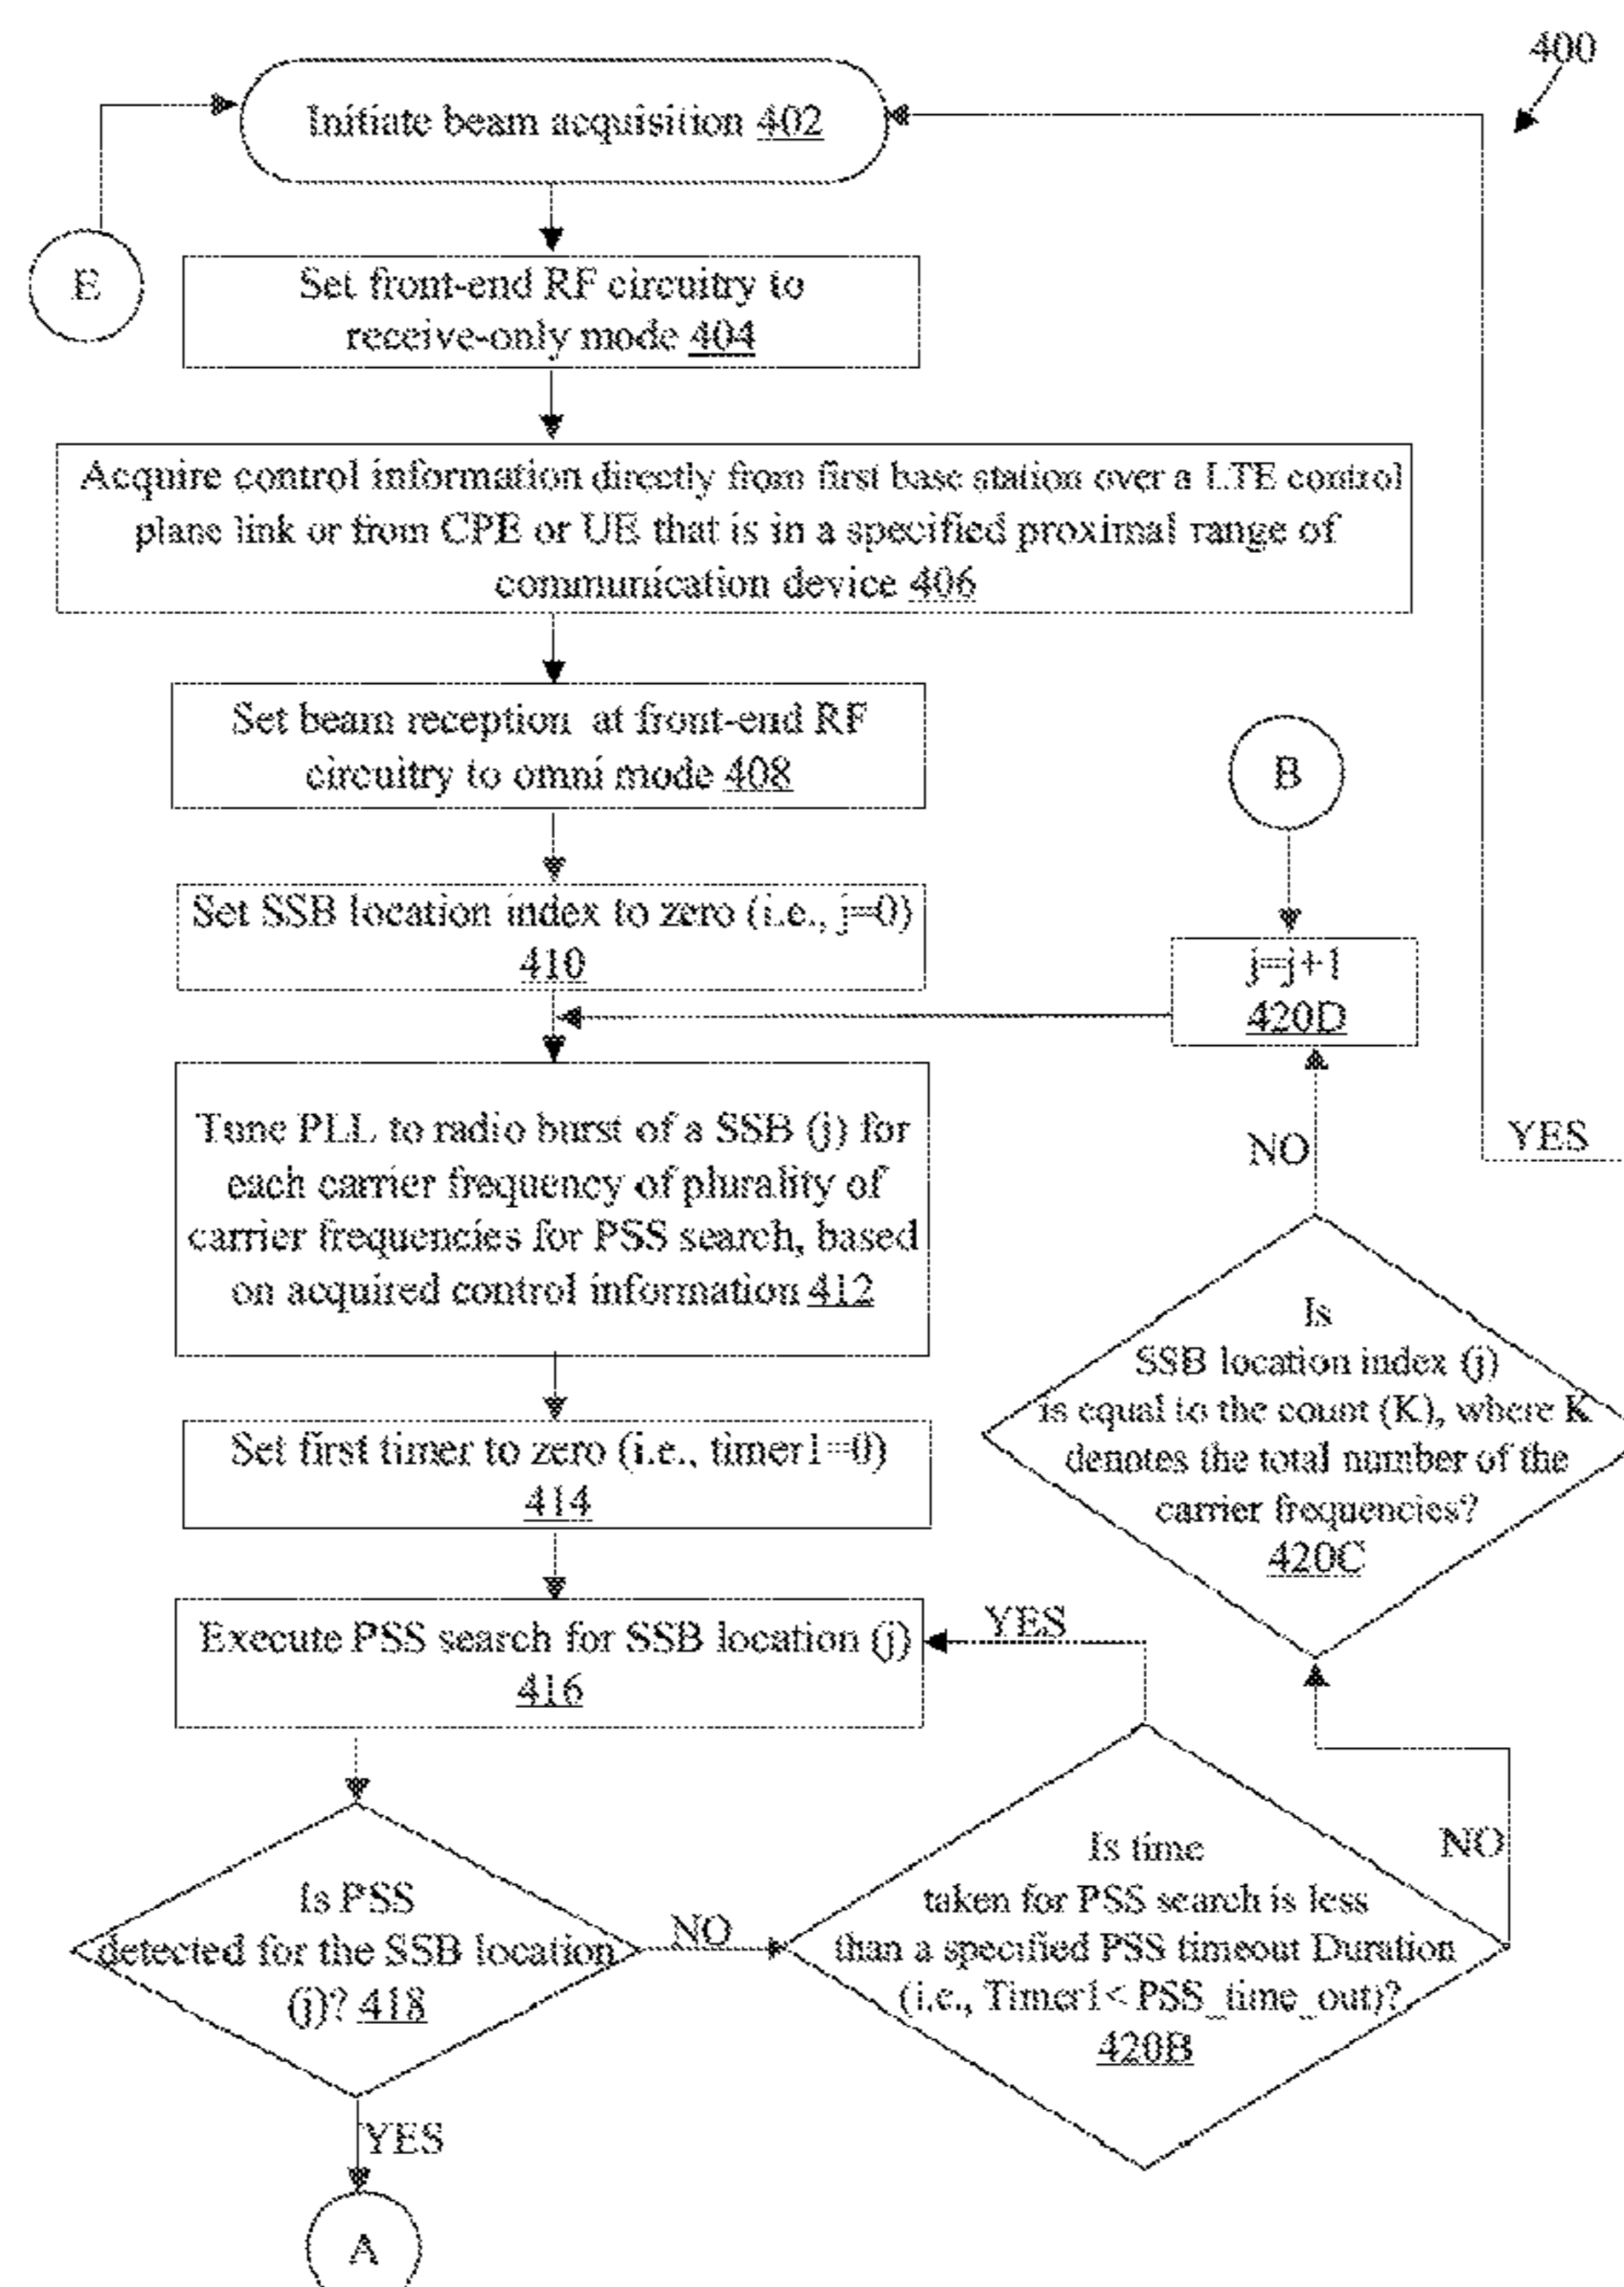 400
Initiate beam acquisition 402
E
Set front-end RF circuitry to
receive-only mode 404
Acquire control information directly from first base station over a LTE control
plane link or from CPE or UE that is in a specified proximal range of
communication device 406
Set beam reception at front-end RF
circuitry to omni mode 408
B
Set SSB location index to zero (i.e., j=0)
410
j=j+1
420D
Tune PLL to radio burst of a SSB (j) for
each carrier frequency of plurality of
carrier frequencies for PSS search, based
on acquired control information 412
NO
YES
Is
SSB location index (j)
is equal to the count (K), where K
denotes the total number of the
carrier frequencies?
420C
Set first timer to zero (i.e., timer1=0)
414
Execute PSS search for SSB location (j)
416
YES
Is PSS
detected for the SSB location
(j)? 418
NO
Is time
taken for PSS search is less
than a specified PSS timeout Duration
(i.e., Timer1< PSS_time_out)?
420B
NO
YES
A